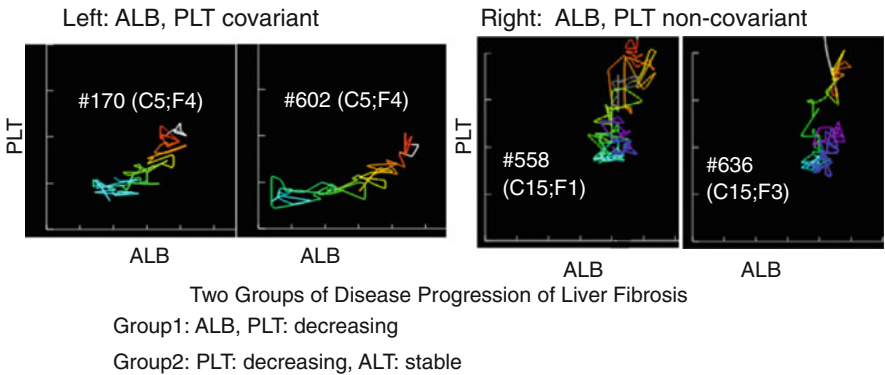 Left: ALB, PLT covariant
Right: ALB, PLT non-covariant
#170 (C5;F4)
#602 (C5;F4)
#558
(C15;F1)
#636
(C15;F3)
PLT
PLT
ALB
ALB
ALB
ALB
Two Groups of Disease Progression of Liver Fibrosis
Group1: ALB, PLT: decreasing
Group2: PLT: decreasing, ALT: stable